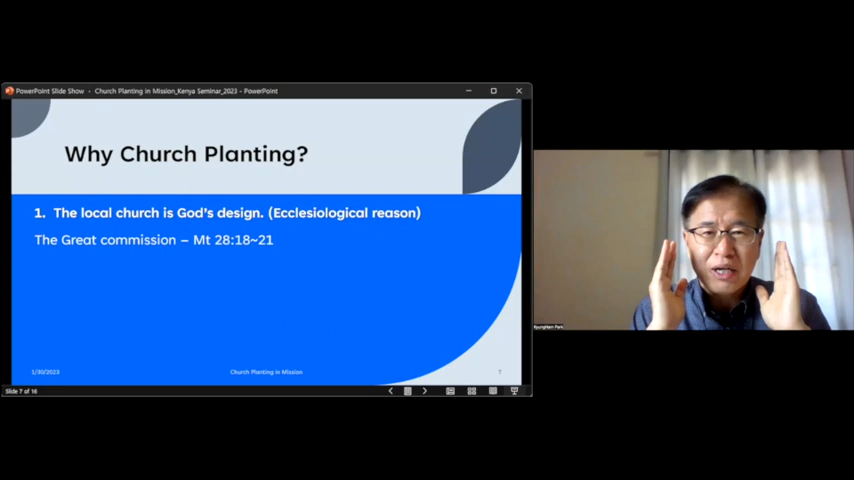 PowerPoint Slide Show - Church Planting in Mission_Kenya Seminar_2023 - PowerPoint
Why Church Planting?
1. The local church is God's design. (Ecclesiological reason)
The Great commission – Mt 28:18~21
1/30/2023 Church Planting in Mission 7
Slide 7 of 16
KyungNam Park